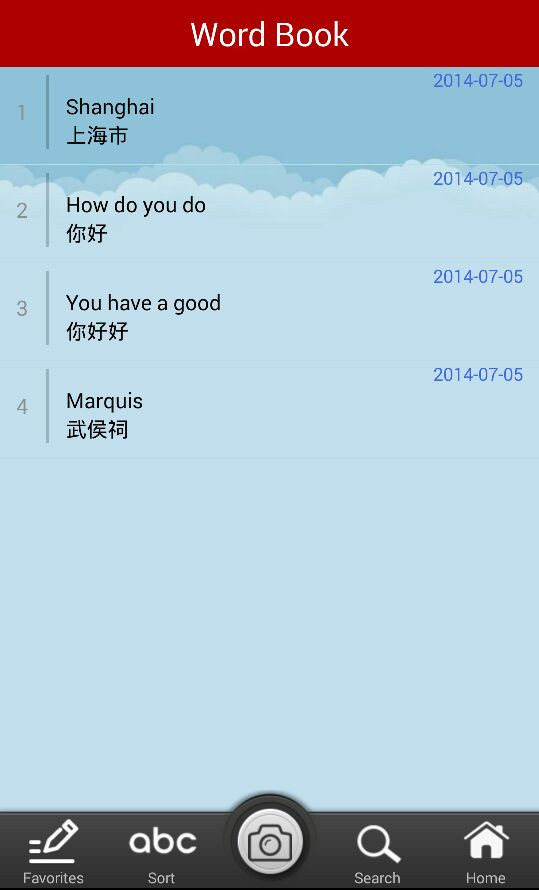 Word Book
2014-07-05
1
Shanghai
上海市
2014-07-05
2
How do you do
你好
2014-07-05
3
You have a good
你好好
2014-07-05
4
Marquis
武侯祠
abc
Favorites
Sort
Search
Home